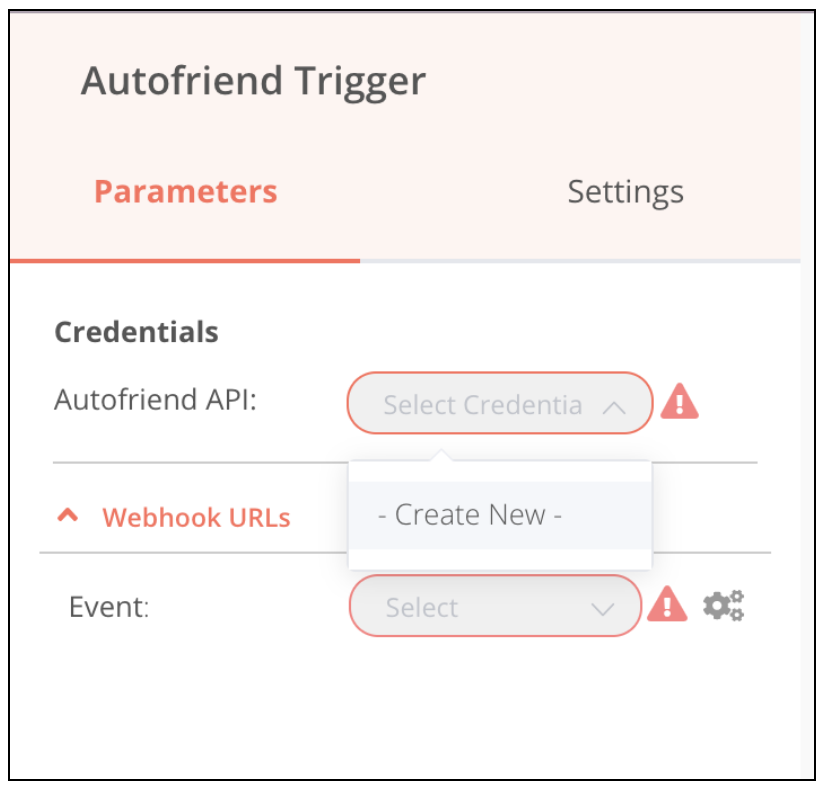 Autofriend Trigger
Parameters Settings
Credentials
Autofriend API: Select Credentia
- Create New -
Webhook URLs
Event: Select